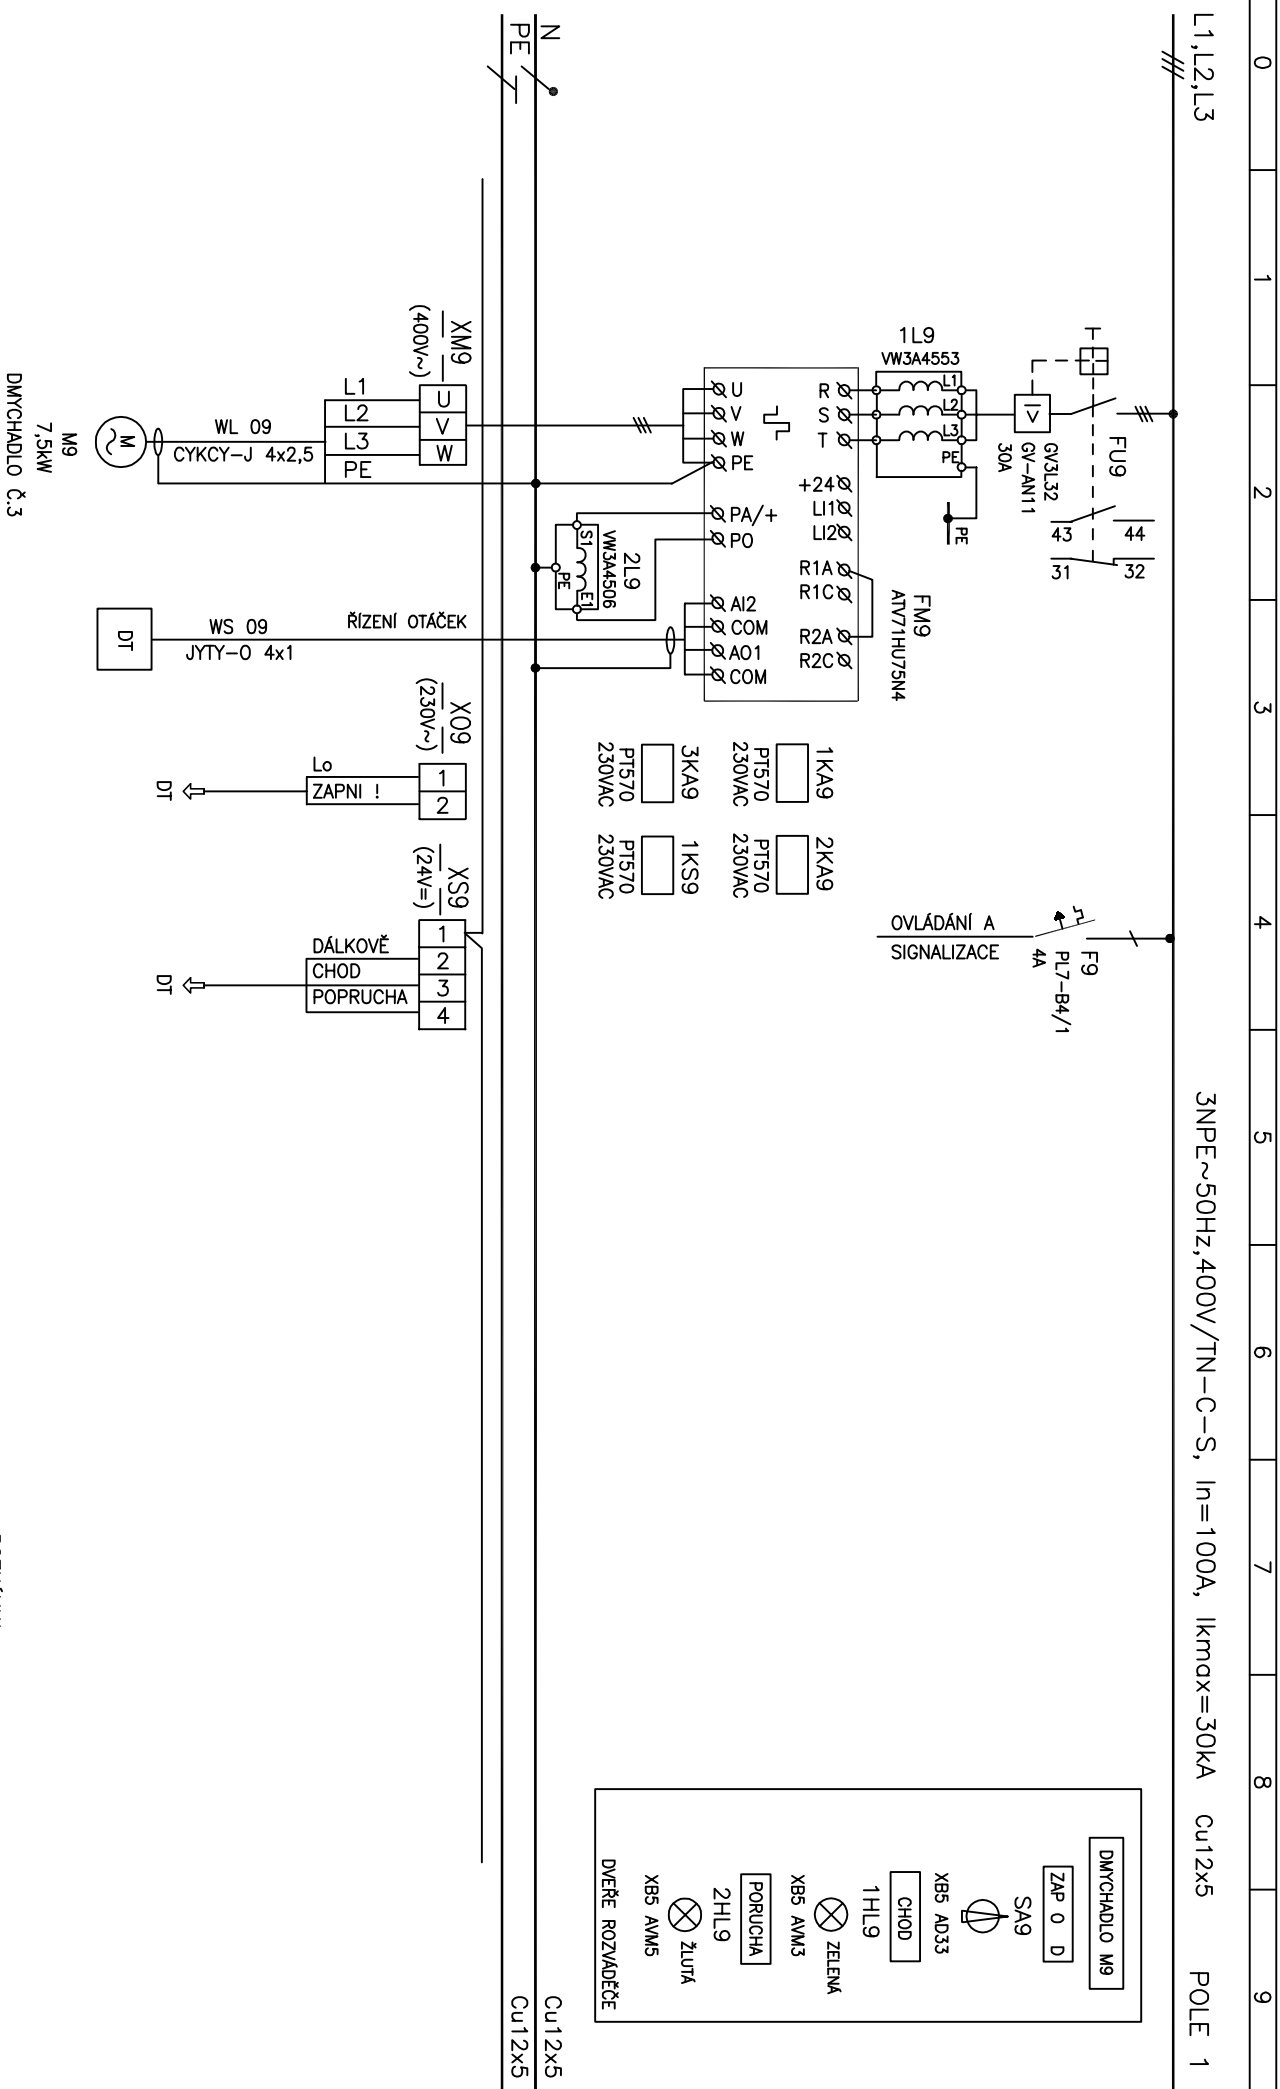 0 1 2 3 4 5 6 7 8 9
L1,L2,L3
3NPE~50Hz,400V/TN-C-S, In=100A, Ikmax=30kA Cu12x5 POLE 1
FU9
GV3L32
GV-AN11
30A
I>
43 44
31 32
1L9
VW3A4553
L1
L2
L3
PE
PE
F9
PL7-B4/1
4A
OVLÁDÁNÍ A
SIGNALIZACE
FM9
ATV71HU75N4
R
S
T
+24
LI1
LI2
R1A
R1C
R2A
R2C
U
V
W
PE
PA/+
PO
AI2
COM
AO1
COM
2L9
VW3A4506
S1
E1
PE
1KA9
PT570
230VAC
2KA9
PT570
230VAC
3KA9
PT570
230VAC
1KS9
PT570
230VAC
DMYCHADLO M9
ZAP 0 D
SA9
XB5 AD33
CHOD
1HL9
ZELENÁ
XB5 AVM3
PORUCHA
2HL9
ŽLUTÁ
XB5 AVM5
DVEŘE ROZVÁDĚČE
N
PE
Cu12x5
Cu12x5
XM9
(400V~)
U
V
W
L1
L2
L3
PE
WL 09
CYKCY-J 4x2,5
M
M9
7,5kW
DMYCHADLO Č.3
ŘÍZENÍ OTÁČEK
WS 09
JYTY-O 4x1
DT
XO9
(230V~)
1
2
Lo
ZAPNI !
DT
XS9
(24V=)
1
2
3
4
DÁLKOVĚ
CHOD
POPRUCHA
DT